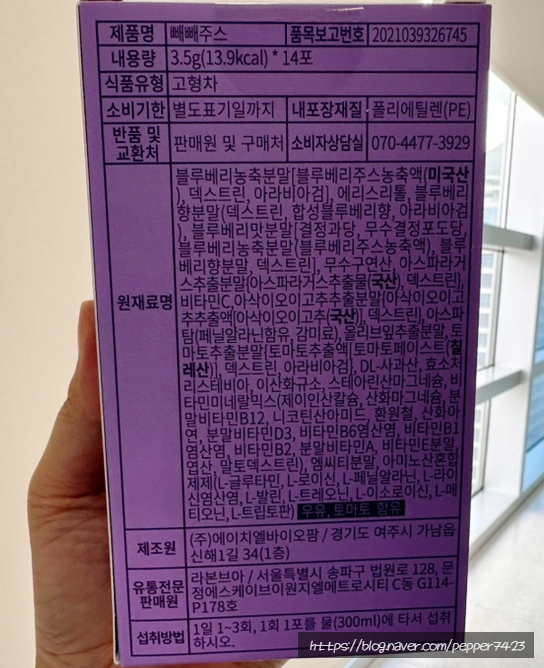 제품명 빼빼주스 품목보고번호 2021039326745
내용량 3.5g(13.9kcal) * 14포
식품유형 고형차
소비기한 별도표기일까지 내포장재질 폴리에틸렌(PE)
반품 및 교환처 판매원 및 구매처 소비자상담실 070-4477-3929
원재료명
블루베리농축분말[블루베리주스농축액(미국산
), 덱스트린, 아라비아검], 에리스리톨, 블루베리
향분말(덱스트린, 합성블루베리향, 아라비아검
), 블루베리맛분말[결정과당, 무수결정포도당,
블루베리농축분말(블루베리주스농축액), 블루
베리향분말, 덱스트린], 무수구연산, 아스파라거
스추출분말[아스파라거스추출물(국산), 덱스트린],
비타민C, 아삭이오이고추추출분말[아삭이오이고
추추출액[아삭이오이고추(국산)], 덱스트린], 아스파
탐(페닐알라닌함유, 감미료), 올리브잎추출분말, 토
마토추출분말[토마토추출액[토마토페이스트(칠
레산)], 덱스트린, 아라비아검], DL-사과산, 효소처
리스테비아, 이산화규소, 스테아린산마그네슘, 비
타민미네랄믹스(제이인산칼슘, 산화마그네슘, 분
말비타민B12, 니코틴산아미드, 환원철, 산화아
연, 분말비타민D3, 비타민B6염산염, 비타민B1
염산염, 비타민B2, 분말비타민A, 비타민E분말,
엽산, 말토덱스트린), 엠씨티분말, 아미노산혼합
제제(L-글루타민, L-로이신, L-페닐알라닌, L-라이
신염산염, L-발린, L-트레오닌, L-이소로이신, L-메
티오닌, L-트립토판) 우유, 토마토 함유
제조원 (주)에이치엘바이오팜 / 경기도 여주시 가남읍
신해1길 34(1층)
유통전문판매원 라본브아 / 서울특별시 송파구 법원로 128, 문
정에스케이브이원지엘메트로시티 C동 G114-
P178호
섭취방법 1일 1~3회, 1회 1포를 물(300ml)에 타서 섭취
하시오.
https://blog.naver.com/pepper7423